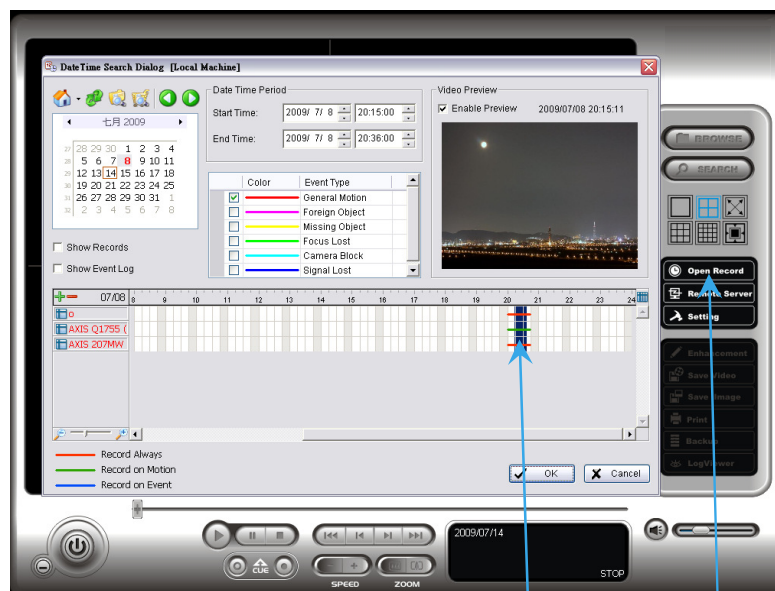 DateTime Search Dialog [Local Machine]
七月 2009
27 28 29 30 1 2 3 4
28 5 6 7 8 9 10 11
29 12 13 14 15 16 17 18
30 19 20 21 22 23 24 25
31 26 27 28 29 30 31 1
32 2 3 4 5 6 7 8
Show Records
Show Event Log
Date Time Period
Start Time: 2009/ 7/ 8 20:15:00
End Time: 2009/ 7/ 8 20:36:00
Color Event Type
General Motion
Foreign Object
Missing Object
Focus Lost
Camera Block
Signal Lost
Video Preview
Enable Preview 2009/07/08 20:15:11
07/08 8 9 10 11 12 13 14 15 16 17 18 19 20 21 22 23 24
o
AXIS Q1755 (
AXIS 207MW
Record Always
Record on Motion
Record on Event
OK
Cancel
BROWSE
SEARCH
Open Record
Remote Server
Setting
Enhancement
Save Video
Save Image
Print
Backup
LogViewer
CUE
SPEED
ZOOM
2009/07/14
STOP